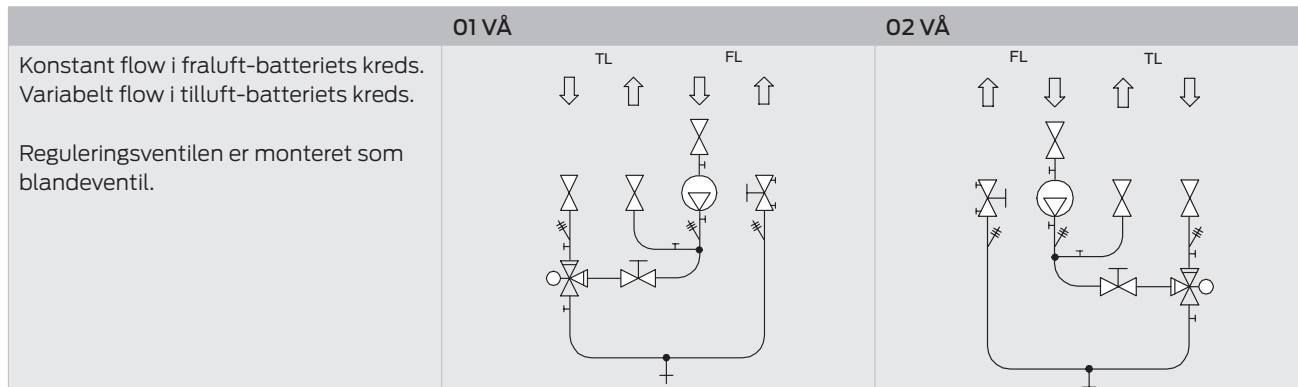 01 VÅ
02 VÅ
Konstant flow i fraluft-batteriets kreds.
Variabelt flow i tilluft-batteriets kreds.
Reguleringsventilen er monteret som
blandeventil.
TL FL
FL TL